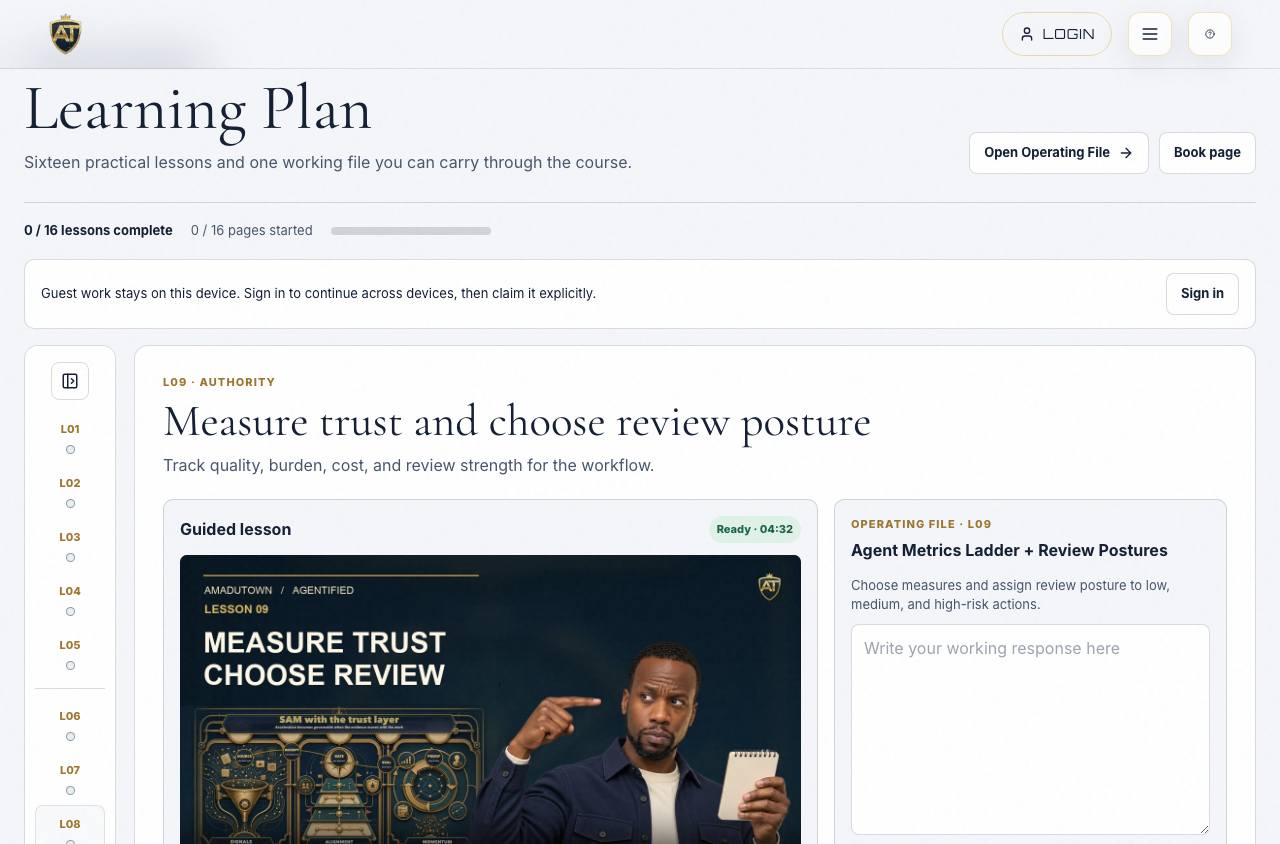 AT
LOGIN
Learning Plan
Sixteen practical lessons and one working file you can carry through the course.
Open Operating File
Book page
0 / 16 lessons complete
0 / 16 pages started
Guest work stays on this device. Sign in to continue across devices, then claim it explicitly.
Sign in
L01
L02
L03
L04
L05
L06
L07
L08
L09 · AUTHORITY
Measure trust and choose review posture
Track quality, burden, cost, and review strength for the workflow.
Guided lesson
Ready · 04:32
AMADUTOWN / AGENTIFIED
LESSON 09
AT
MEASURE TRUST
CHOOSE REVIEW
SAM with the trust layer
OPERATING FILE · L09
Agent Metrics Ladder + Review Postures
Choose measures and assign review posture to low,
medium, and high-risk actions.
Write your working response here